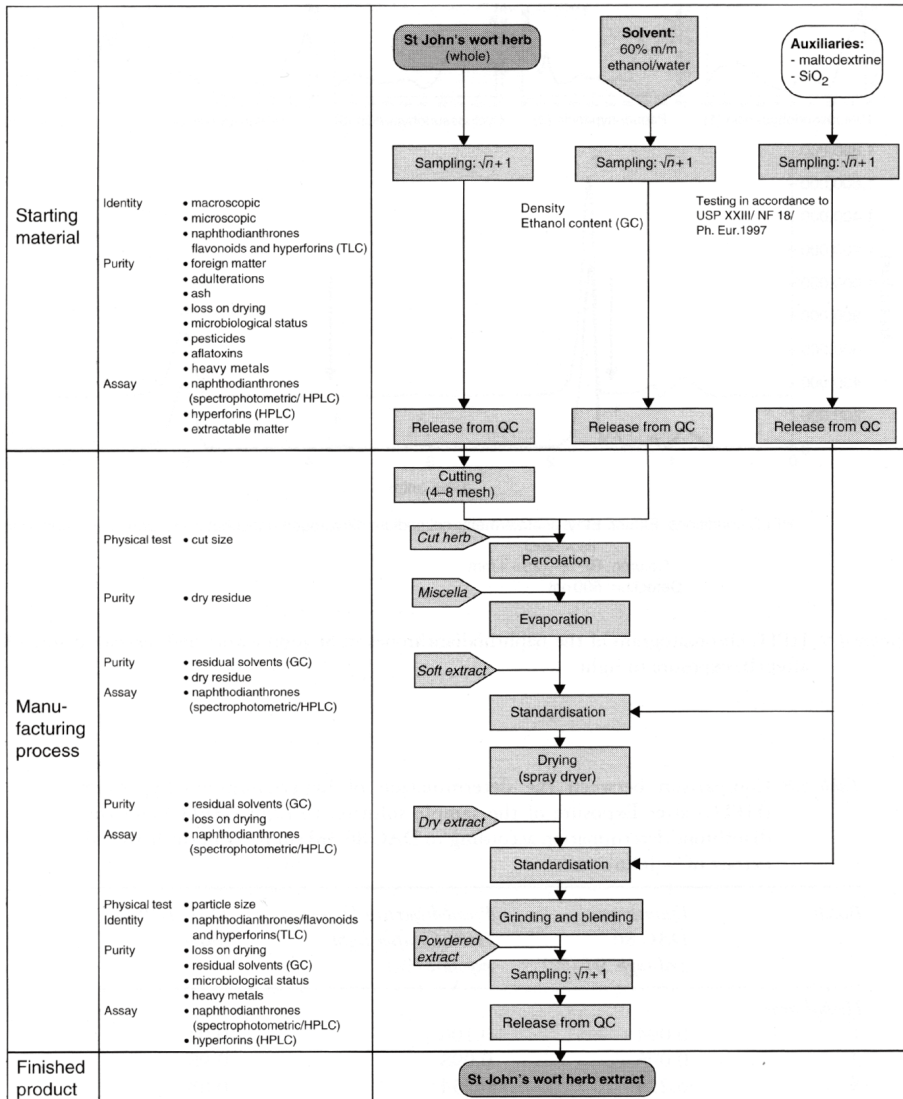 St John's wort herb
(whole)
Solvent:
60% m/m
ethanol/water
Auxiliaries:
- maltodextrine
- SiO₂
Sampling: √n + 1
Sampling: √n + 1
Sampling: √n + 1
Starting
material
Identity
• macroscopic
• microscopic
• naphthodianthrones
flavonoids and hyperforins (TLC)
Purity
• foreign matter
• adulterations
• ash
• loss on drying
• microbiological status
• pesticides
• aflatoxins
• heavy metals
Assay
• naphthodianthrones
(spectrophotometric/ HPLC)
• hyperforins (HPLC)
• extractable matter
Density
Ethanol content (GC)
Testing in accordance to
USP XXIII/ NF 18/
Ph. Eur.1997
Release from QC
Release from QC
Release from QC
Manu-
facturing
process
Cutting
(4–8 mesh)
Physical test
• cut size
Cut herb
Percolation
Purity
• dry residue
Miscella
Evaporation
Purity
• residual solvents (GC)
• dry residue
Assay
• naphthodianthrones
(spectrophotometric/HPLC)
Soft extract
Standardisation
Drying
(spray dryer)
Purity
• residual solvents (GC)
• loss on drying
Assay
• naphthodianthrones
(spectrophotometric/HPLC)
Dry extract
Standardisation
Physical test
• particle size
Identity
• naphthodianthrones/flavonoids
and hyperforins(TLC)
Purity
• loss on drying
• residual solvents (GC)
• microbiological status
• heavy metals
Assay
• naphthodianthrones
(spectrophotometric/HPLC)
• hyperforins (HPLC)
Grinding and blending
Powdered
extract
Sampling: √n + 1
Release from QC
Finished
product
St John's wort herb extract